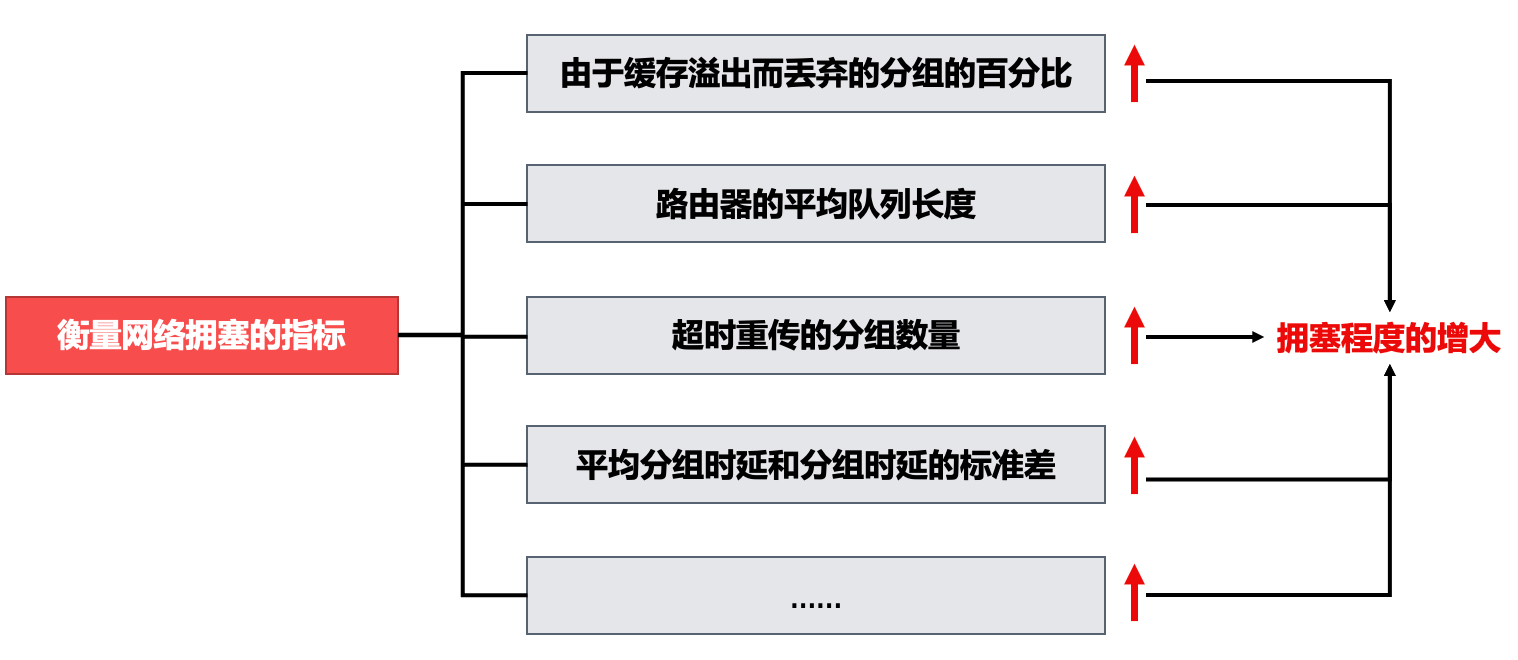 由于缓存溢出而丢弃的分组的百分比
路由器的平均队列长度
衡量网络拥塞的指标
超时重传的分组数量
拥塞程度的增大
平均分组时延和分组时延的标准差
......